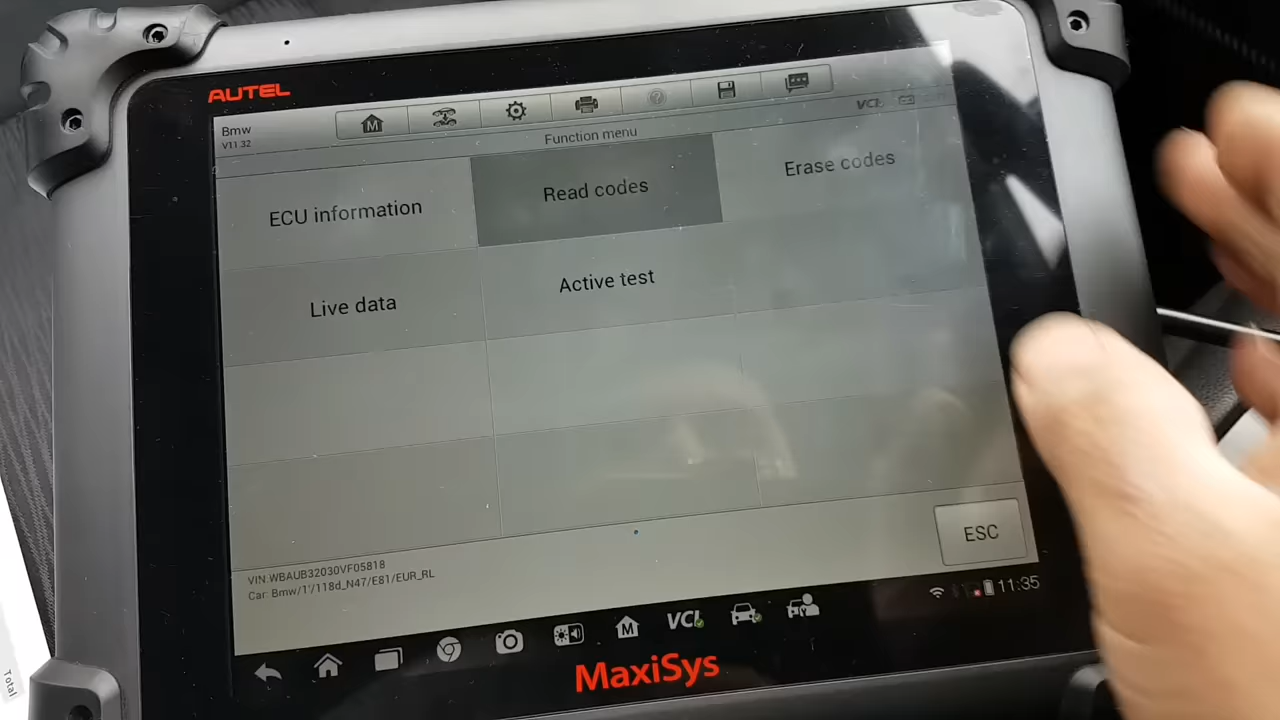 AUTEL
Bmw
V11.32
VCI
Function menu
ECU information
Read codes
Erase codes
Live data
Active test
ESC
VIN:WBAUB32030VF05818
Car: Bmw/1'/118d_N47/E81/EUR_RL
11:35
VCI
MaxiSys
Total